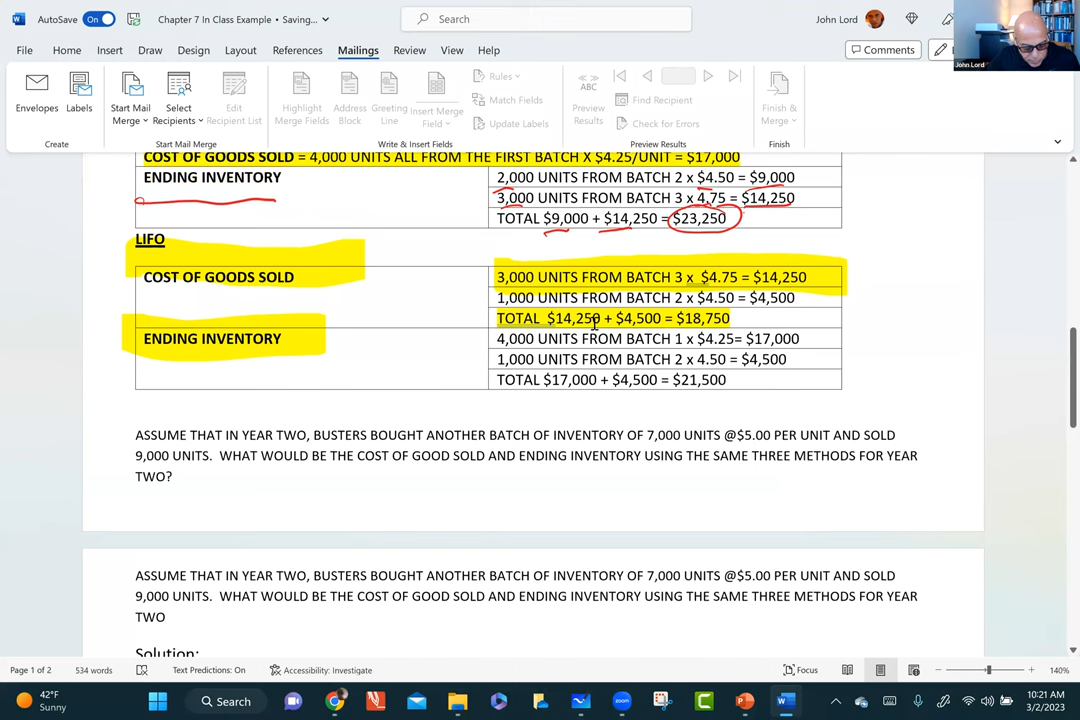 AutoSave On Chapter 7 In Class Example • Saving... Search John Lord
File Home Insert Draw Design Layout References Mailings Review View Help Comments
John Lord
Envelopes Labels Start Mail Merge Select Recipients Edit Recipient List Highlight Merge Fields Address Block Greeting Line Insert Merge Field Rules Match Fields Update Labels ABC Preview Results Find Recipient Check for Errors Finish & Merge
Create Start Mail Merge Write & Insert Fields Preview Results Finish
COST OF GOODS SOLD = 4,000 UNITS ALL FROM THE FIRST BATCH X $4.25/UNIT = $17,000
ENDING INVENTORY 2,000 UNITS FROM BATCH 2 x $4.50 = $9,000
3,000 UNITS FROM BATCH 3 x 4.75 = $14,250
TOTAL $9,000 + $14,250 = $23,250
LIFO
COST OF GOODS SOLD 3,000 UNITS FROM BATCH 3 x $4.75 = $14,250
1,000 UNITS FROM BATCH 2 x $4.50 = $4,500
TOTAL $14,250 + $4,500 = $18,750
ENDING INVENTORY 4,000 UNITS FROM BATCH 1 x $4.25= $17,000
1,000 UNITS FROM BATCH 2 x 4.50 = $4,500
TOTAL $17,000 + $4,500 = $21,500
ASSUME THAT IN YEAR TWO, BUSTERS BOUGHT ANOTHER BATCH OF INVENTORY OF 7,000 UNITS @$5.00 PER UNIT AND SOLD
9,000 UNITS. WHAT WOULD BE THE COST OF GOOD SOLD AND ENDING INVENTORY USING THE SAME THREE METHODS FOR YEAR
TWO?
ASSUME THAT IN YEAR TWO, BUSTERS BOUGHT ANOTHER BATCH OF INVENTORY OF 7,000 UNITS @$5.00 PER UNIT AND SOLD
9,000 UNITS. WHAT WOULD BE THE COST OF GOOD SOLD AND ENDING INVENTORY USING THE SAME THREE METHODS FOR YEAR
TWO
Solution:
Page 1 of 2 534 words Text Predictions: On Accessibility: Investigate Focus 140%
42°F
Sunny
Search
10:21 AM
3/2/2023